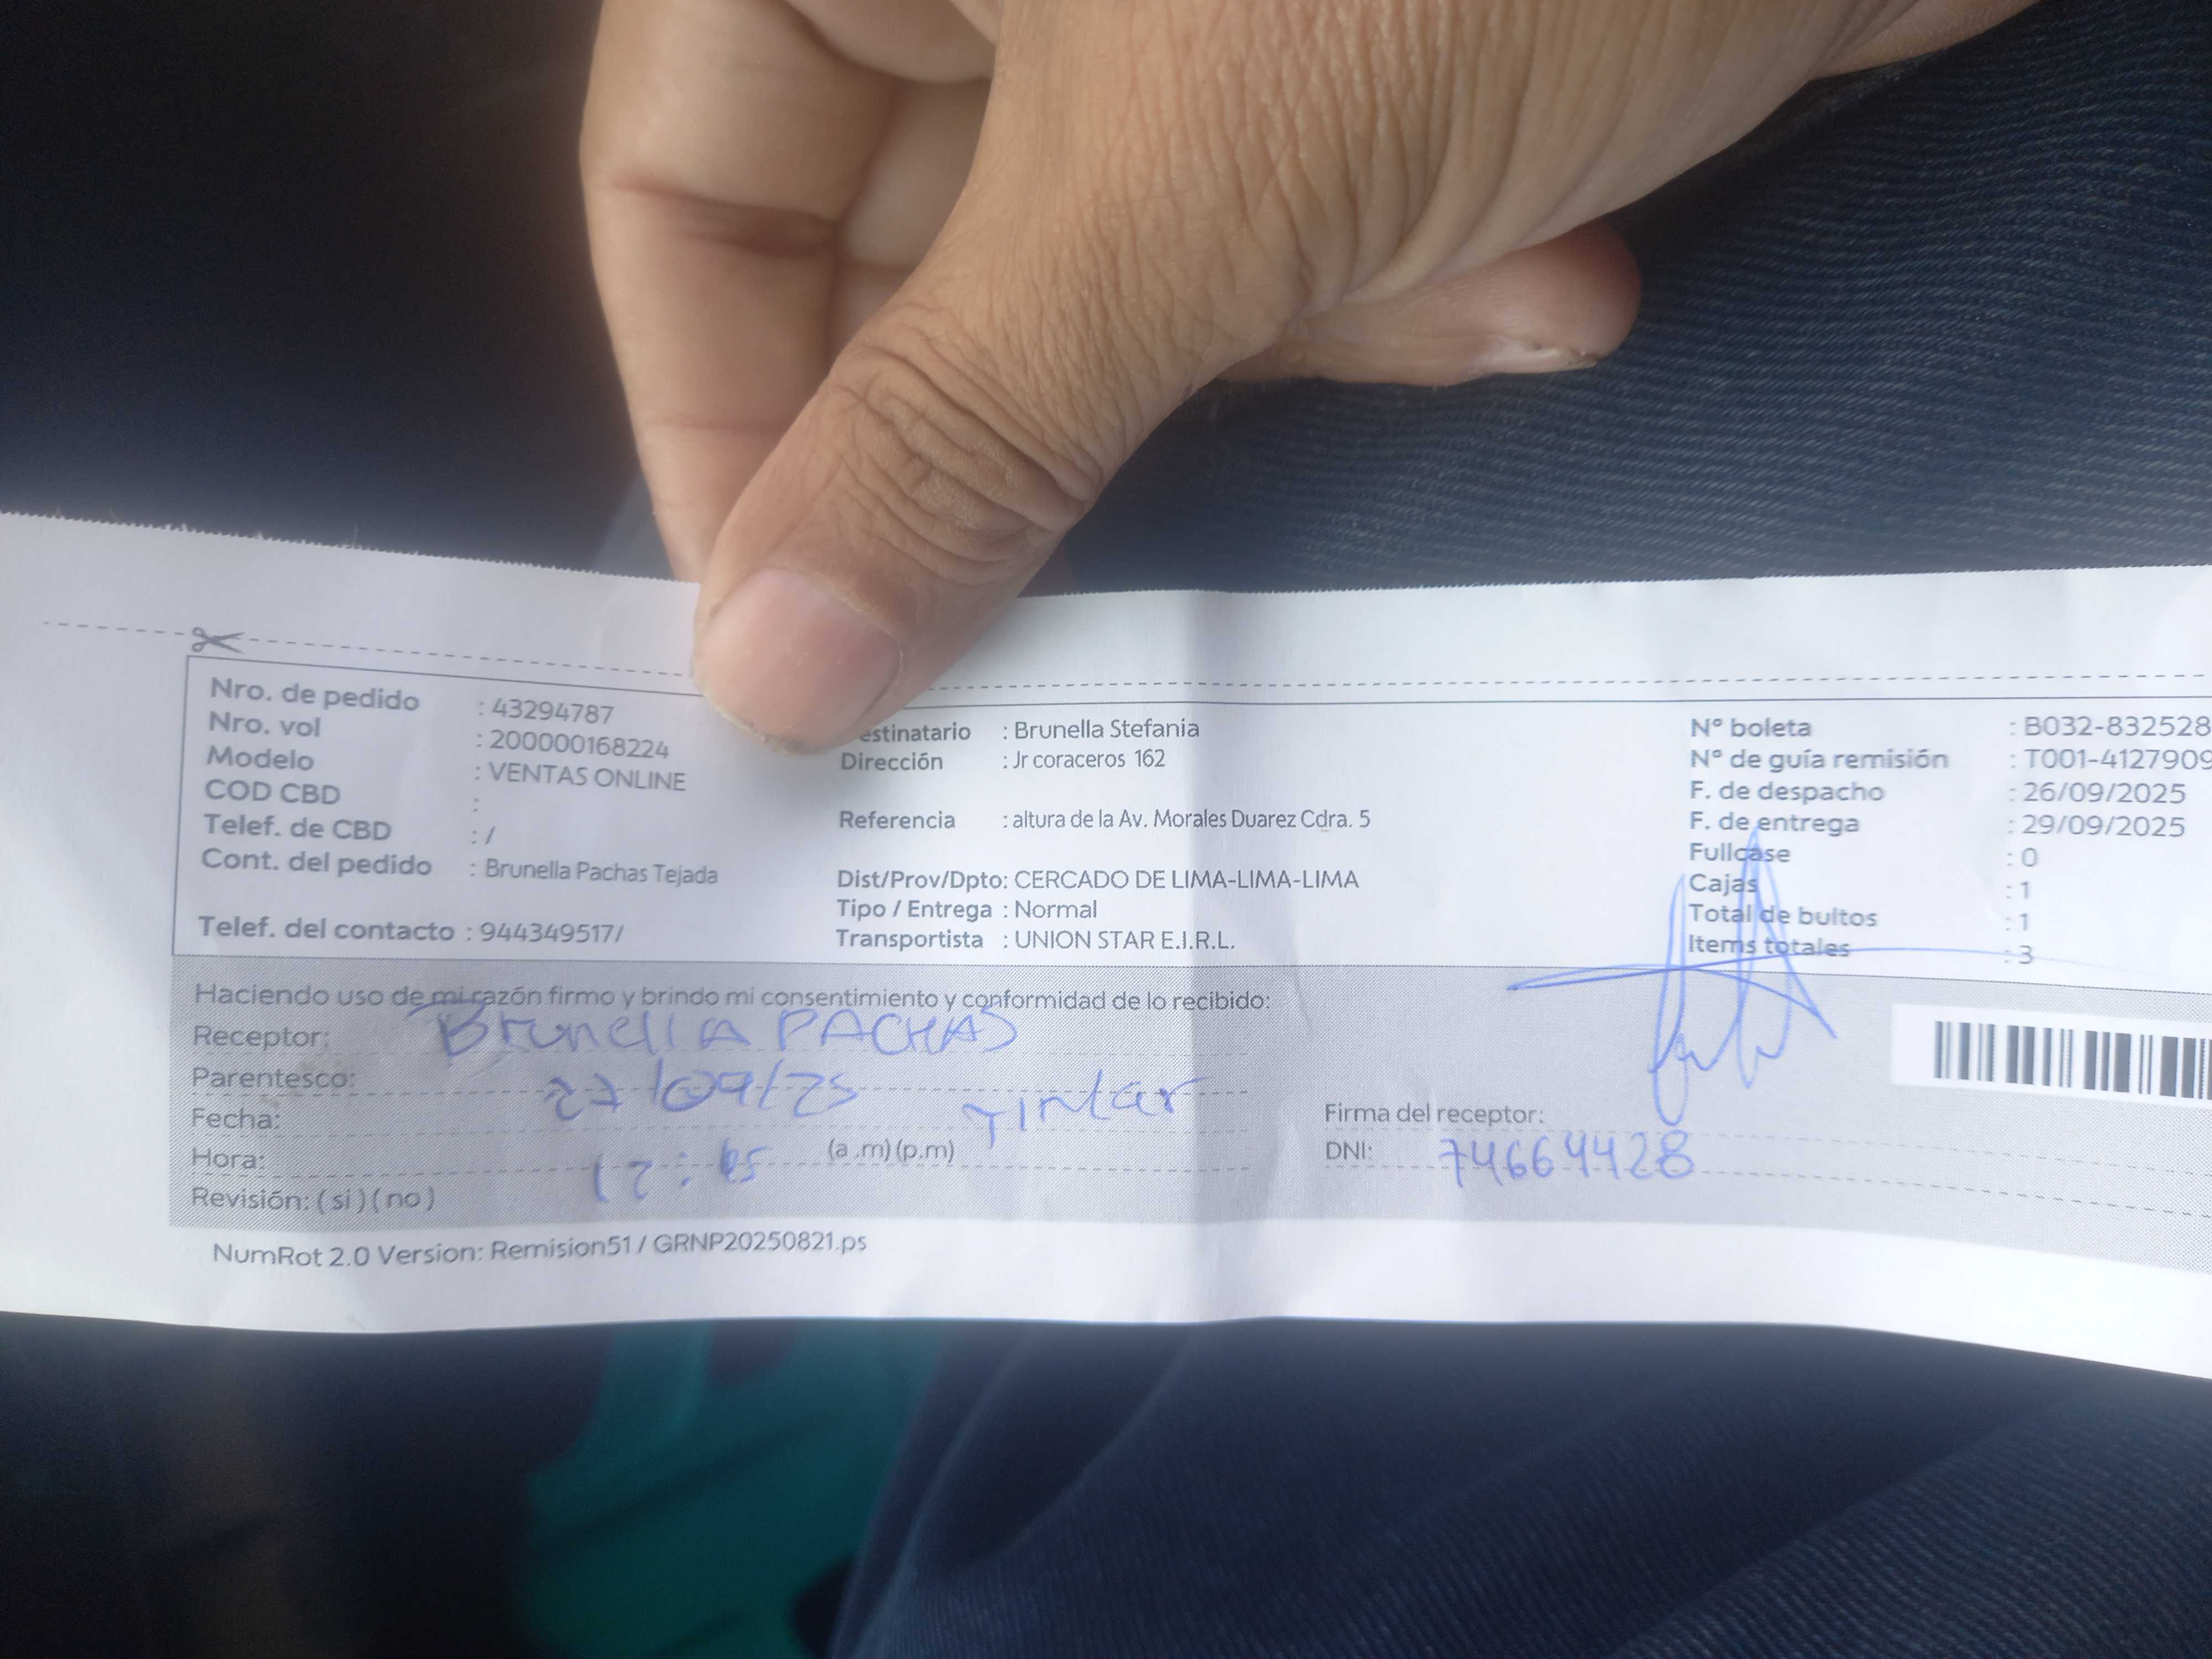 Nro. de pedido : 43294787
Nro. vol : 200000168224
Modelo : VENTAS ONLINE
COD CBD :
Telef. de CBD : /
Cont. del pedido : Brunella Pachas Tejada
Telef. del contacto : 944349517/
estinatario : Brunella Stefania
Dirección : Jr coraceros 162
Referencia : altura de la Av. Morales Duarez Cdra. 5
Dist/Prov/Dpto: CERCADO DE LIMA-LIMA-LIMA
Tipo / Entrega : Normal
Transportista : UNION STAR E.I.R.L.
N° boleta : B032-832528
N° de guía remisión : T001-4127909
F. de despacho : 26/09/2025
F. de entrega : 29/09/2025
Fullcase : 0
Cajas : 1
Total de bultos : 1
Items totales : 3
Haciendo uso de mi razón firmo y brindo mi consentimiento y conformidad de lo recibido:
Receptor: BrunellA PACHAS
Parentesco: 27/09/25
Fecha:
Hora: 12: (a .m) (p.m)
Revisión: ( si ) ( no )
Firma del receptor:
DNI: 74664428
NumRot 2.0 Version: Remision51 / GRNP20250821.ps